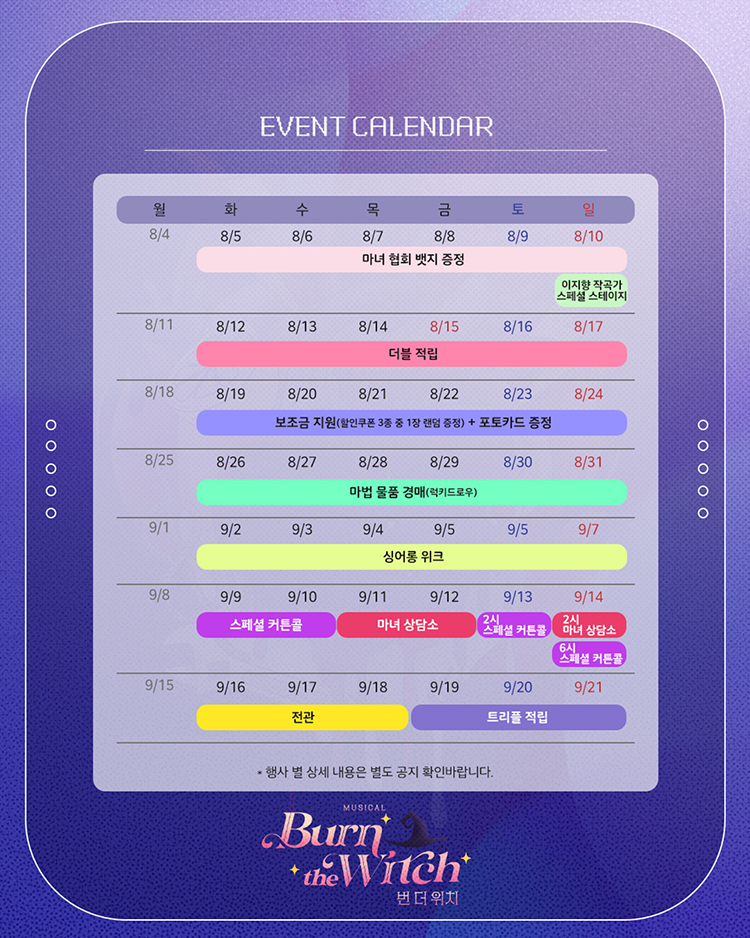 EVENT CALENDAR
월 화 수 목 금 토 일
8/4 8/5 8/6 8/7 8/8 8/9 8/10
마녀 협회 뱃지 증정
이지향 작곡가
스페셜 스테이지
8/11 8/12 8/13 8/14 8/15 8/16 8/17
더블 적립
8/18 8/19 8/20 8/21 8/22 8/23 8/24
보조금 지원(할인쿠폰 3종 중 1장 랜덤 증정) + 포토카드 증정
8/25 8/26 8/27 8/28 8/29 8/30 8/31
마법 물품 경매(럭키드로우)
9/1 9/2 9/3 9/4 9/5 9/5 9/7
싱어롱 위크
9/8 9/9 9/10 9/11 9/12 9/13 9/14
스페셜 커튼콜 마녀 상담소
2시
스페셜 커튼콜
2시
마녀 상담소
6시
스페셜 커튼콜
9/15 9/16 9/17 9/18 9/19 9/20 9/21
전관 트리플 적립
* 행사 별 상세 내용은 별도 공지 확인바랍니다.
MUSICAL
Burn
the Witch
번 더 위치